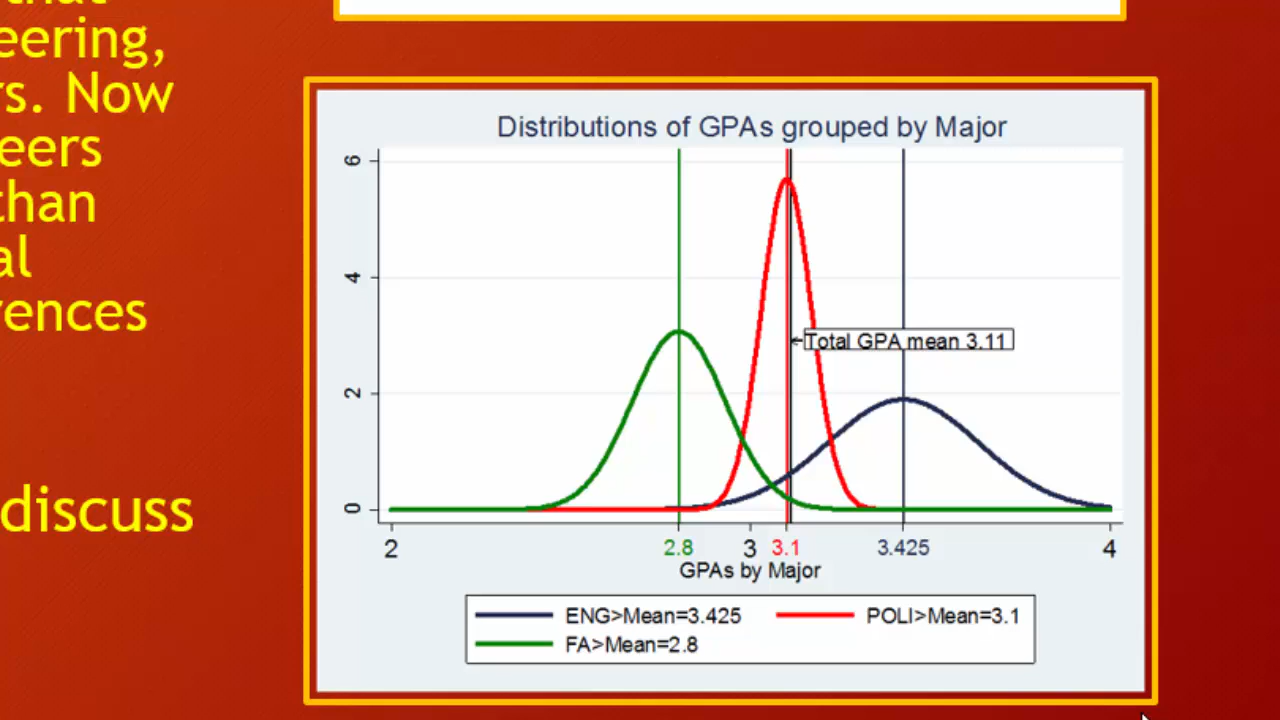 that
eering,
rs. Now
eers
than
al
rences
discuss
Distributions of GPAs grouped by Major
6
4
2
0
Total GPA mean 3.11
2 2.8 3 3.1 3.425 4
GPAs by Major
ENG>Mean=3.425 POLI>Mean=3.1
FA>Mean=2.8